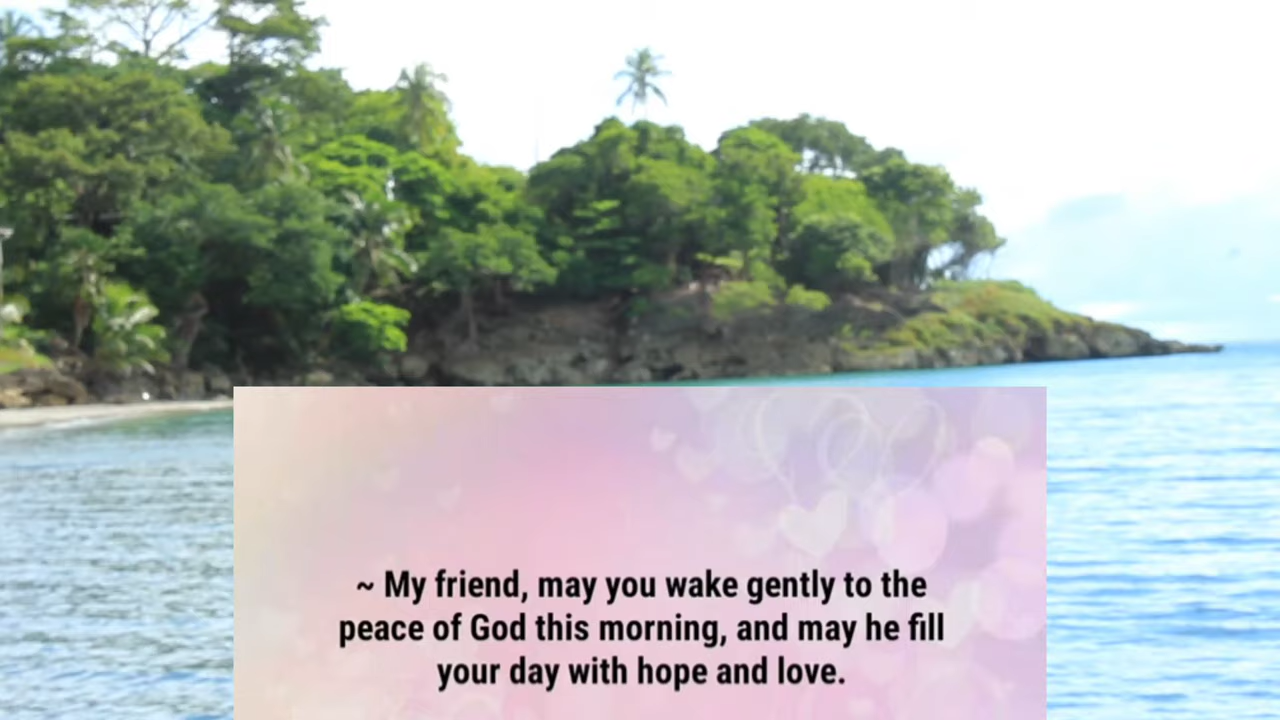 ~ My friend, may you wake gently to the
peace of God this morning, and may he fill
your day with hope and love.